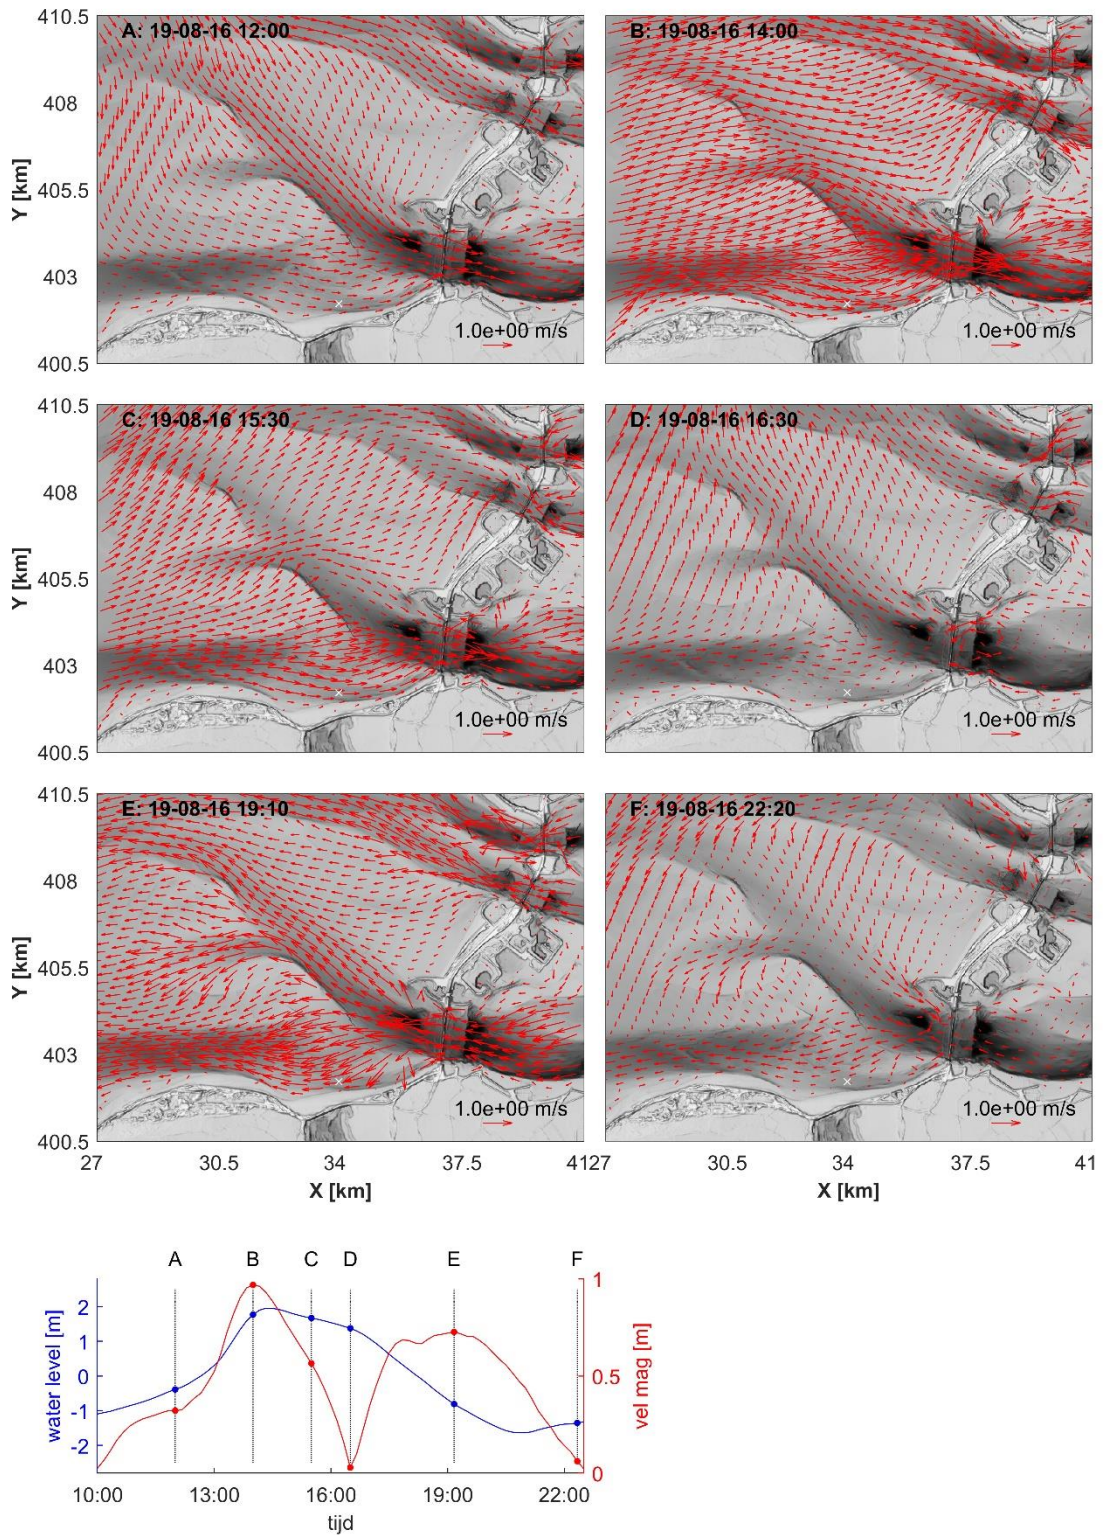 410.5
A: 19-08-16 12:00
B: 19-08-16 14:00
408
Y [km]
405.5
403
1.0e+00 m/s
1.0e+00 m/s
400.5
410.5
C: 19-08-16 15:30
D: 19-08-16 16:30
408
Y [km]
405.5
403
1.0e+00 m/s
1.0e+00 m/s
400.5
410.5
E: 19-08-16 19:10
F: 19-08-16 22:20
408
Y [km]
405.5
403
1.0e+00 m/s
1.0e+00 m/s
400.5
27 30.5 34 37.5 41
27 30.5 34 37.5 41
X [km]
X [km]
A B C D E F
water level [m]
2
1
0
-1
-2
1
0.5
0
vel mag [m]
10:00 13:00 16:00 19:00 22:00
tijd